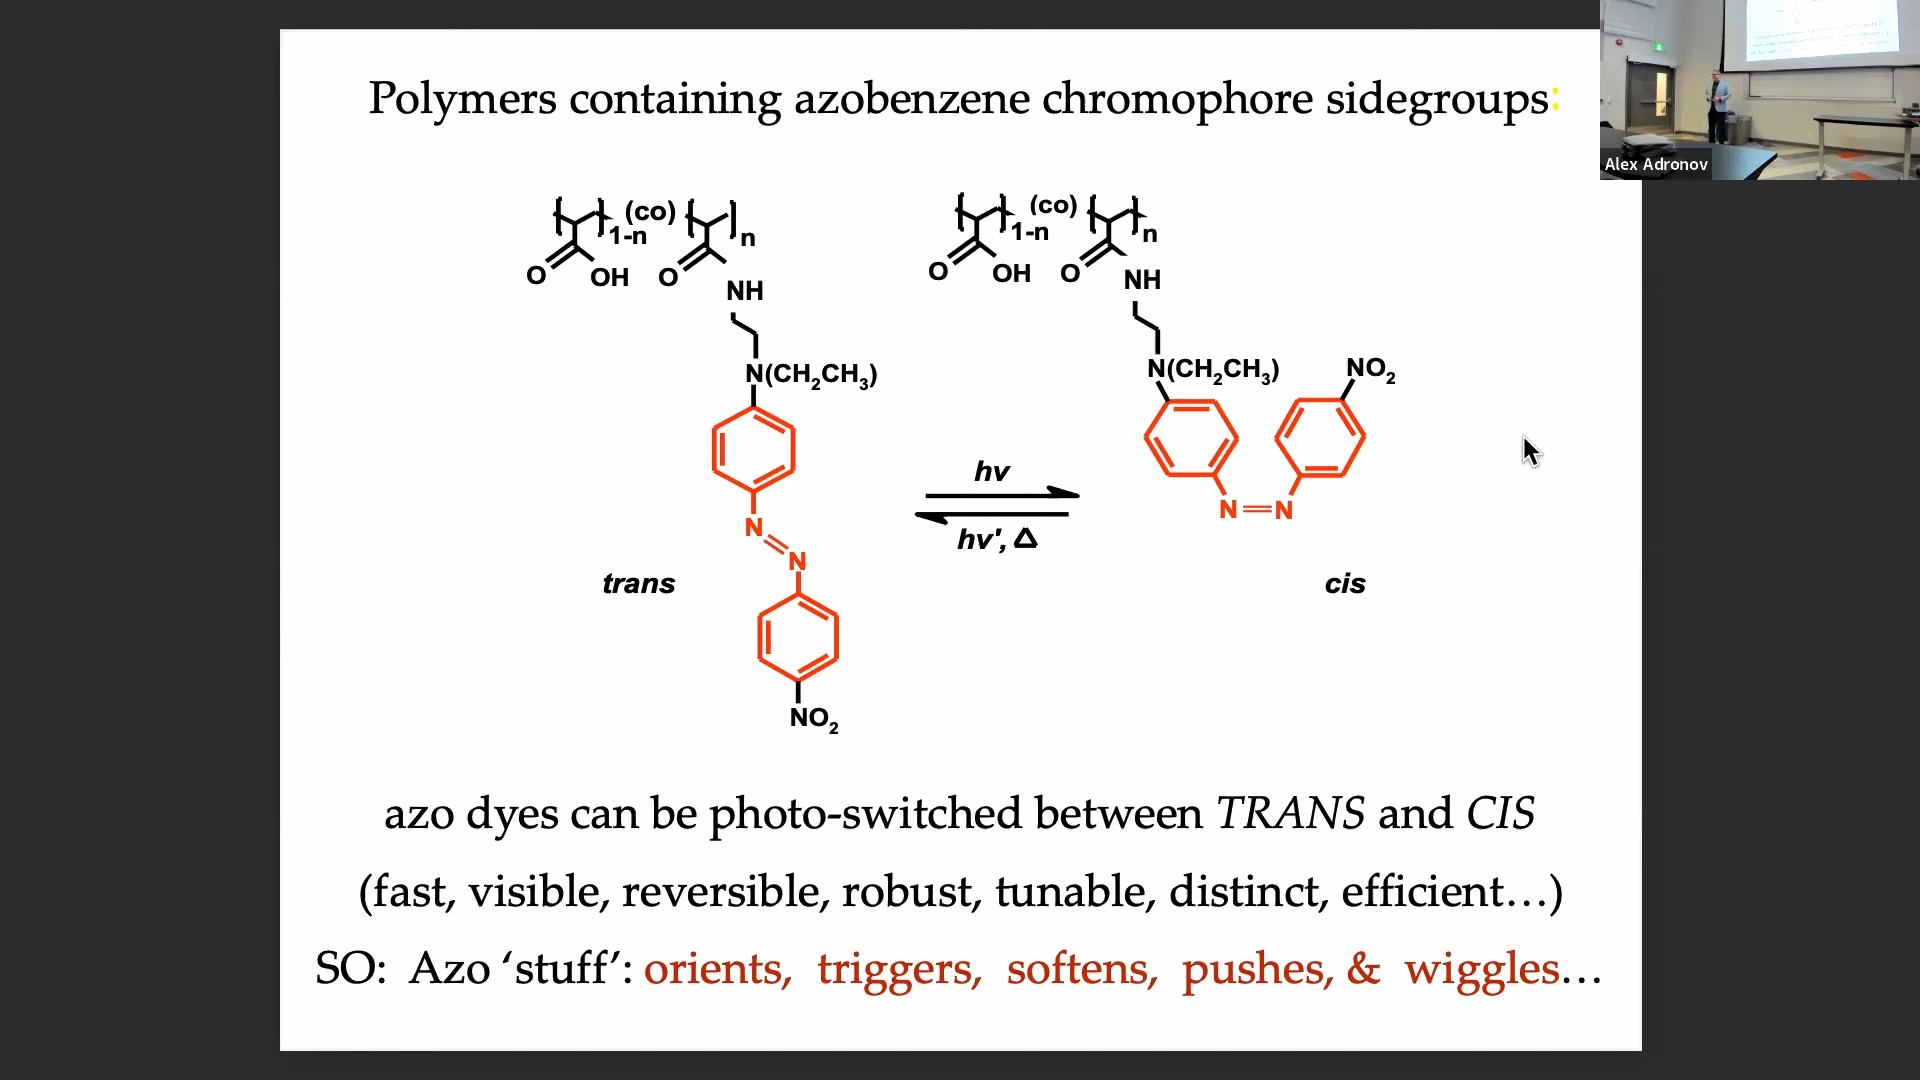 Polymers containing azobenzene chromophore sidegroups:
Alex Adronov
(co)
1-n
n
O
OH
O
NH
N(CH2CH3)
N
N
NO2
trans
hv
hv', Δ
(co)
1-n
n
O
OH
O
NH
N(CH2CH3)
NO2
N
N
cis
azo dyes can be photo-switched between TRANS and CIS
(fast, visible, reversible, robust, tunable, distinct, efficient…)
SO: Azo ‘stuff’: orients, triggers, softens, pushes, & wiggles…